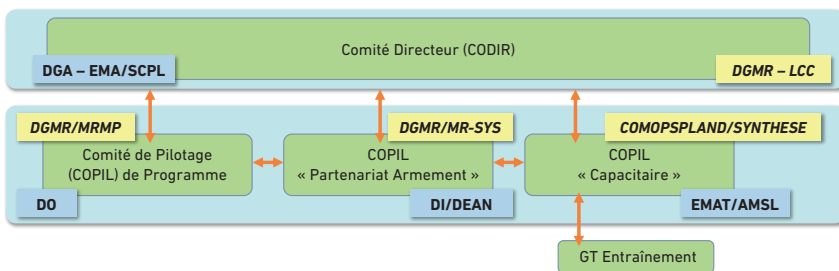 Comité Directeur (CODIR)
DGA – EMA/SCPL
DGMR – LCC
DGMR/MRMP
DGMR/MR-SYS
COMOPSPLAND/SYNTHESE
Comité de Pilotage
(COPIL) de Programme
COPIL
« Partenariat Armement »
COPIL
« Capacitaire »
DO
DI/DEAN
EMAT/AMSL
GT Entraînement